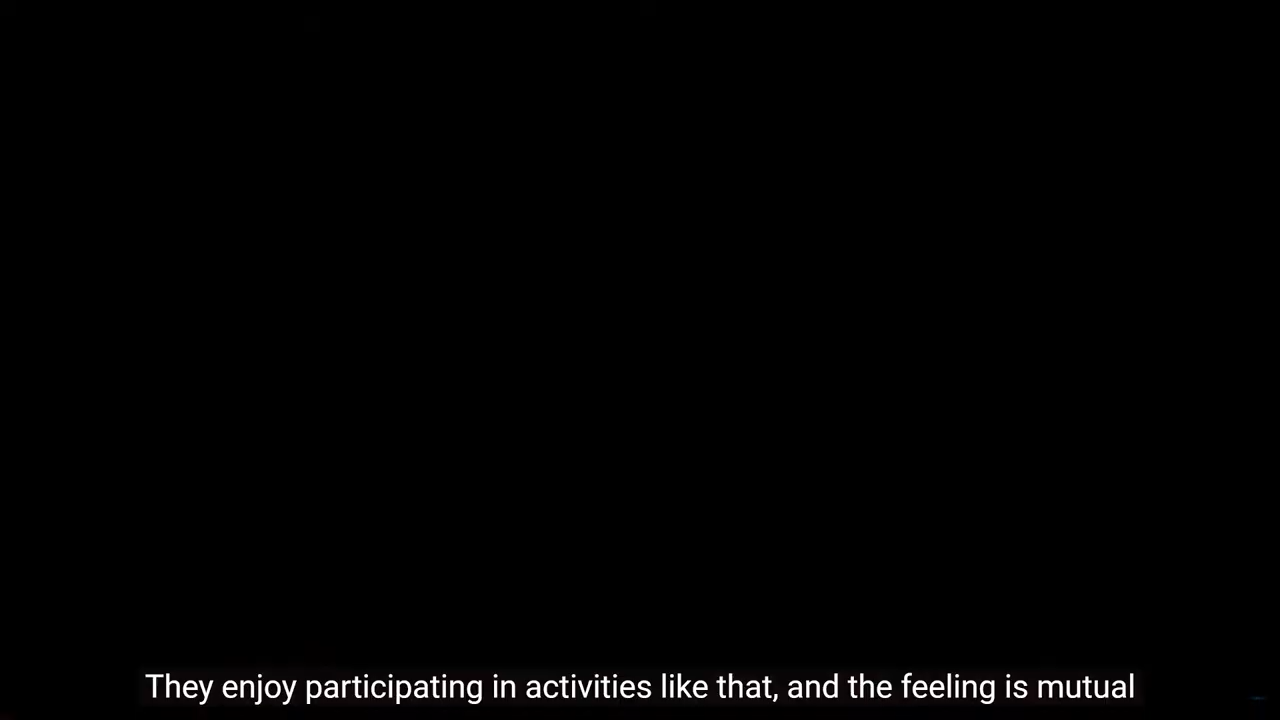 They enjoy participating in activities like that, and the feeling is mutual